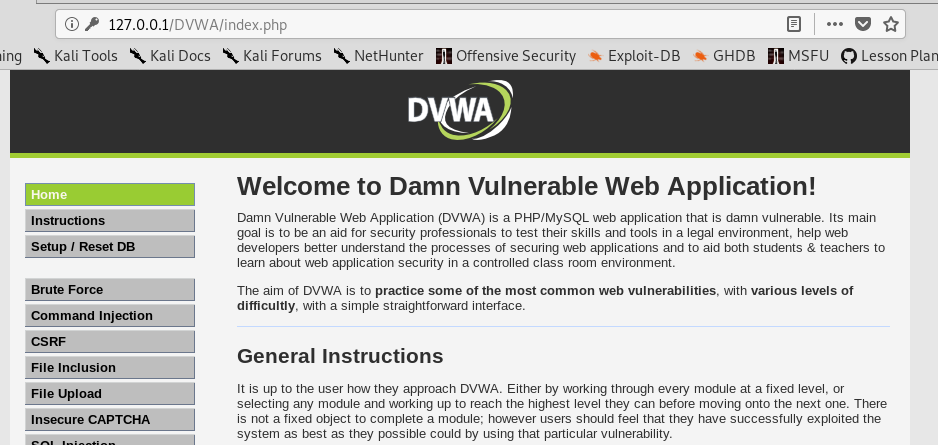 127.0.0.1/DVWA/index.php
ing Kali Tools Kali Docs Kali Forums NetHunter Offensive Security Exploit-DB GHDB MSFU Lesson Plan
DVWA
Home
Instructions
Setup / Reset DB
Brute Force
Command Injection
CSRF
File Inclusion
File Upload
Insecure CAPTCHA
SQL Injection
Welcome to Damn Vulnerable Web Application!
Damn Vulnerable Web Application (DVWA) is a PHP/MySQL web application that is damn vulnerable. Its main
goal is to be an aid for security professionals to test their skills and tools in a legal environment, help web
developers better understand the processes of securing web applications and to aid both students & teachers to
learn about web application security in a controlled class room environment.
The aim of DVWA is to practice some of the most common web vulnerabilities, with various levels of
difficultly, with a simple straightforward interface.
General Instructions
It is up to the user how they approach DVWA. Either by working through every module at a fixed level, or
selecting any module and working up to reach the highest level they can before moving onto the next one. There
is not a fixed object to complete a module; however users should feel that they have successfully exploited the
system as best as they possible could by using that particular vulnerability.